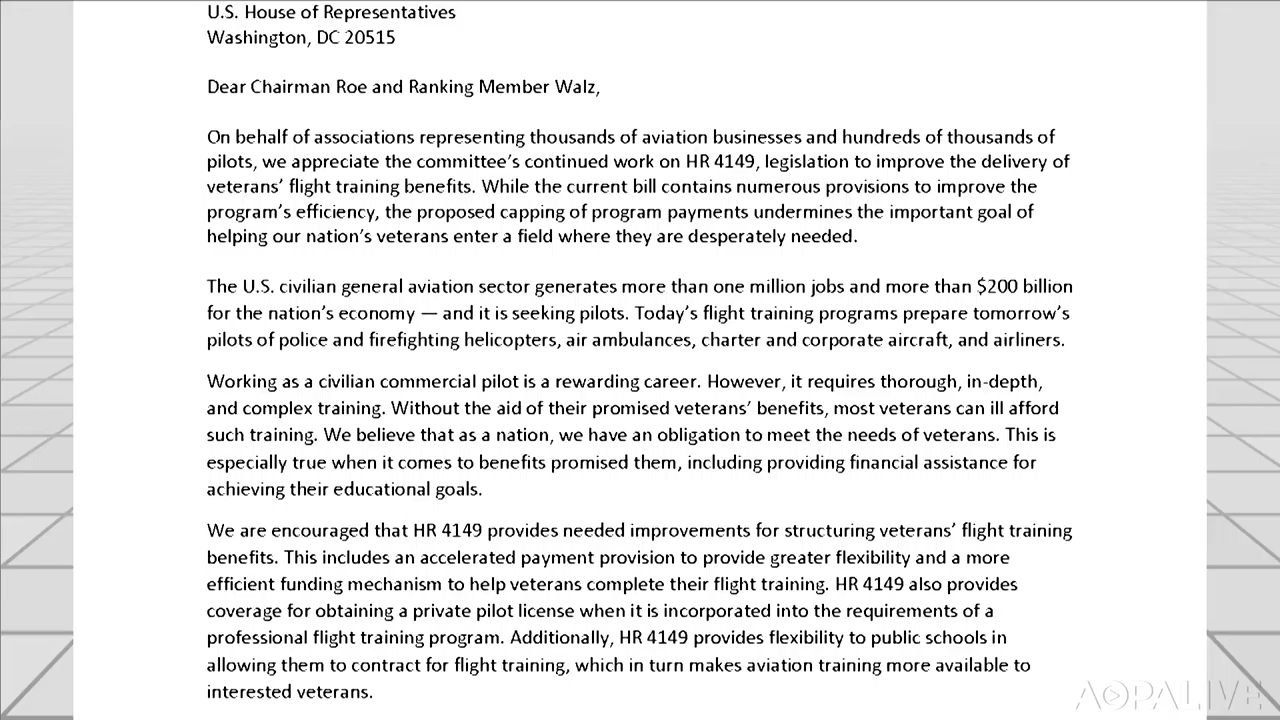 U.S. House of Representatives
Washington, DC 20515
Dear Chairman Roe and Ranking Member Walz,
On behalf of associations representing thousands of aviation businesses and hundreds of thousands of
pilots, we appreciate the committee’s continued work on HR 4149, legislation to improve the delivery of
veterans’ flight training benefits. While the current bill contains numerous provisions to improve the
program’s efficiency, the proposed capping of program payments undermines the important goal of
helping our nation’s veterans enter a field where they are desperately needed.
The U.S. civilian general aviation sector generates more than one million jobs and more than $200 billion
for the nation’s economy — and it is seeking pilots. Today’s flight training programs prepare tomorrow’s
pilots of police and firefighting helicopters, air ambulances, charter and corporate aircraft, and airliners.
Working as a civilian commercial pilot is a rewarding career. However, it requires thorough, in-depth,
and complex training. Without the aid of their promised veterans’ benefits, most veterans can ill afford
such training. We believe that as a nation, we have an obligation to meet the needs of veterans. This is
especially true when it comes to benefits promised them, including providing financial assistance for
achieving their educational goals.
We are encouraged that HR 4149 provides needed improvements for structuring veterans’ flight training
benefits. This includes an accelerated payment provision to provide greater flexibility and a more
efficient funding mechanism to help veterans complete their flight training. HR 4149 also provides
coverage for obtaining a private pilot license when it is incorporated into the requirements of a
professional flight training program. Additionally, HR 4149 provides flexibility to public schools in
allowing them to contract for flight training, which in turn makes aviation training more available to
interested veterans.
AOPALIVE